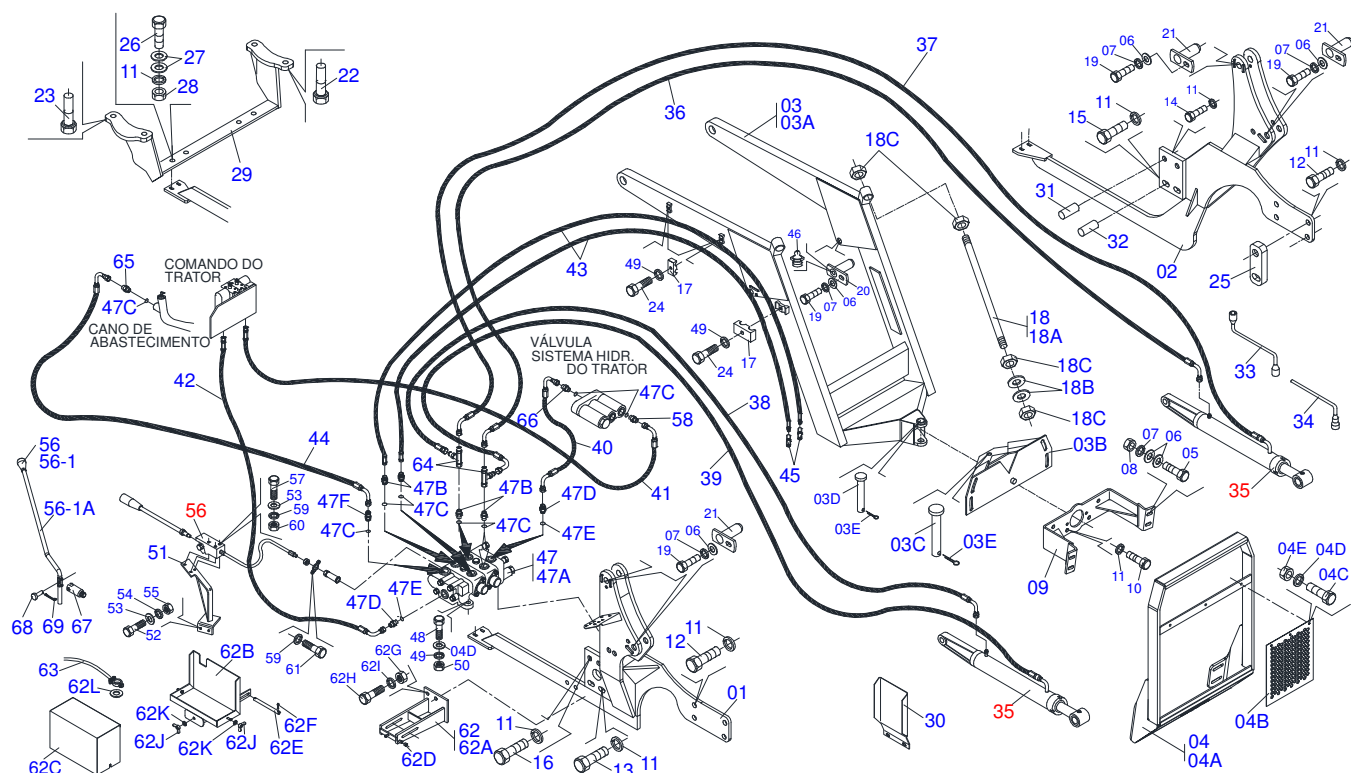 26
27
11
28
23
22
29
37
36
03
03A
18C
21
06
07
19
21
06
07
19
11
14
11
15
11
12
31
32
02
25
65
COMANDO DO
TRATOR
47C
CANO DE
ABASTECIMENTO
43
49
17
24
46
20
06
07
19
49
17
24
VÁLVULA
SISTEMA HIDR.
DO TRATOR
47C
66
58
18
18A
18C
18B
18C
33
34
42
38
40
39
44
41
45
64
03B
07
06
05
08
35
56
56-1
57
53
59
60
56
56-1A
51
47F
47B
47C
47C
47B
47D
47C
47E
03D
03E
03C
03E
47
47A
21
06
07
19
09
11
10
04E
04D
04C
68
69
67
55
54
53
52
47E
47D
59
61
48
04D
49
50
11
12
01
63
62L
62B
62G
62I
62H
62K
62J
62K
62J
62F
62E
62C
62D
62
62A
11
16
13
11
30
35
04B
04
04A